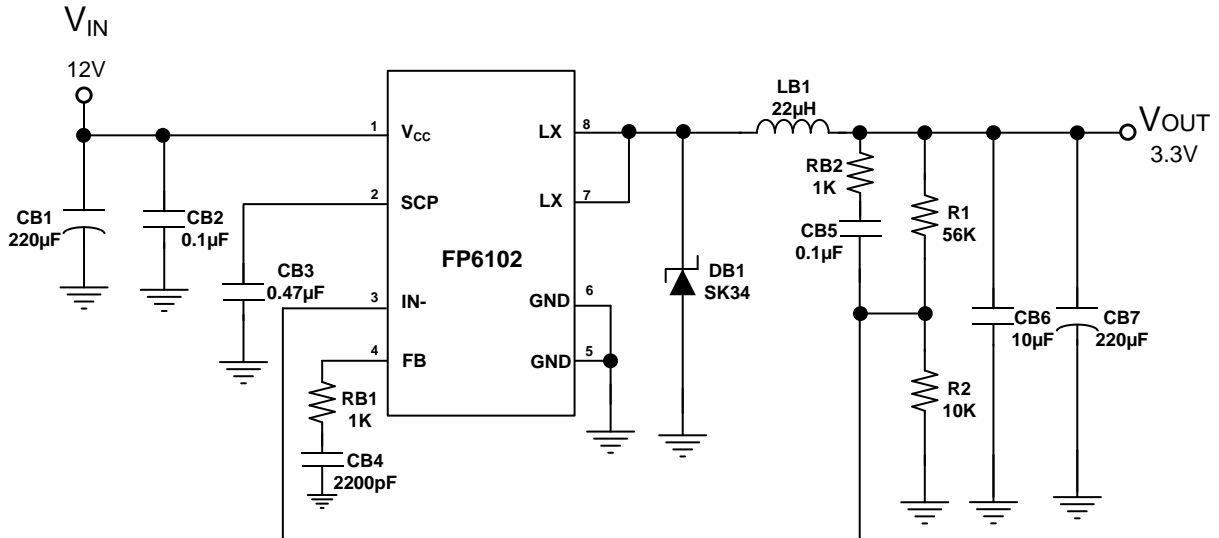 VIN
12V
CB1
220µF
CB2
0.1µF
CB3
0.47µF
RB1
1K
CB4
2200pF
1
VCC
2
SCP
3
IN-
4
FB
FP6102
LX
8
LX
7
GND
6
GND
5
DB1
SK34
LB1
22µH
RB2
1K
CB5
0.1µF
R1
56K
R2
10K
CB6
10µF
CB7
220µF
VOUT
3.3V